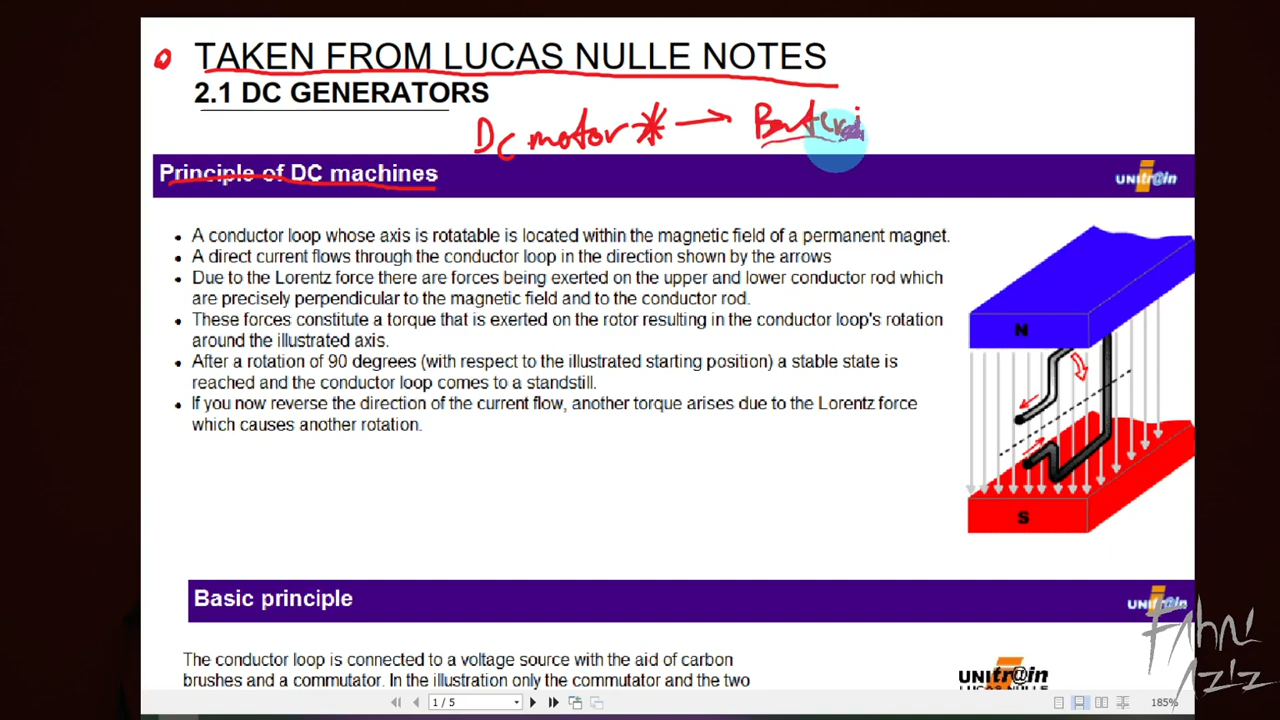 TAKEN FROM LUCAS NULLE NOTES
2.1 DC GENERATORS
DC motor * → Bateri
Principle of DC machines
UNItr@in
• A conductor loop whose axis is rotatable is located within the magnetic field of a permanent magnet.
• A direct current flows through the conductor loop in the direction shown by the arrows
• Due to the Lorentz force there are forces being exerted on the upper and lower conductor rod which
are precisely perpendicular to the magnetic field and to the conductor rod.
• These forces constitute a torque that is exerted on the rotor resulting in the conductor loop's rotation
around the illustrated axis.
• After a rotation of 90 degrees (with respect to the illustrated starting position) a stable state is
reached and the conductor loop comes to a standstill.
• If you now reverse the direction of the current flow, another torque arises due to the Lorentz force
which causes another rotation.
N
S
Basic principle
UNItr@in
The conductor loop is connected to a voltage source with the aid of carbon
brushes and a commutator. In the illustration only the commutator and the two
UNItr@in
LUCAS NULLE
Fahmi
Aziz
1 / 5
185%